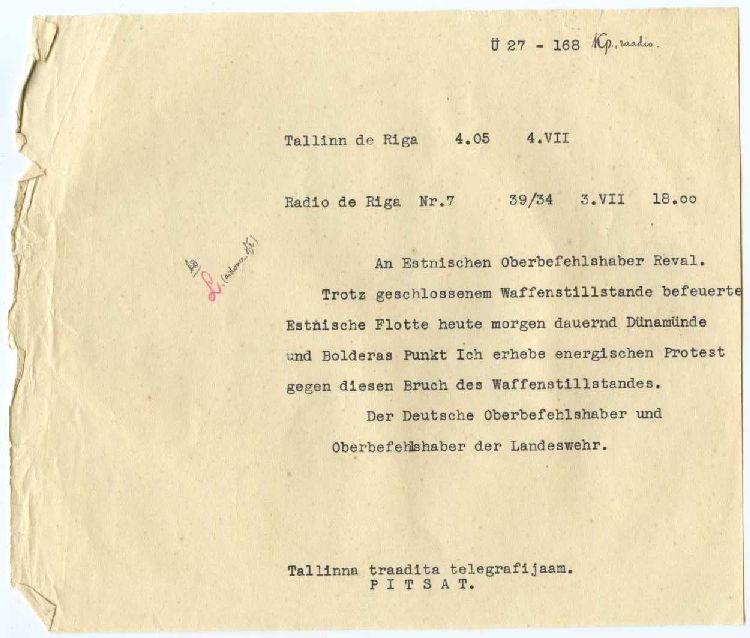 Ü 27 - 168 Kp. raadio.
Tallinn de Riga 4.05 4.VII
Radio de Riga Nr.7 39/34 3.VII 18.oo
An Estnischen Oberbefehlshaber Reval.
Trotz geschlossenem Waffenstillstande befeuerte
Estnische Flotte heute morgen dauernd Dünamünde
und Bolderas Punkt Ich erhebe energischen Protest
gegen diesen Bruch des Waffenstillstandes.
Der Deutsche Oberbefehlshaber und
Oberbefehlshaber der Landeswehr.
Tallinna traadita telegrafijaam.
P I T S A T.